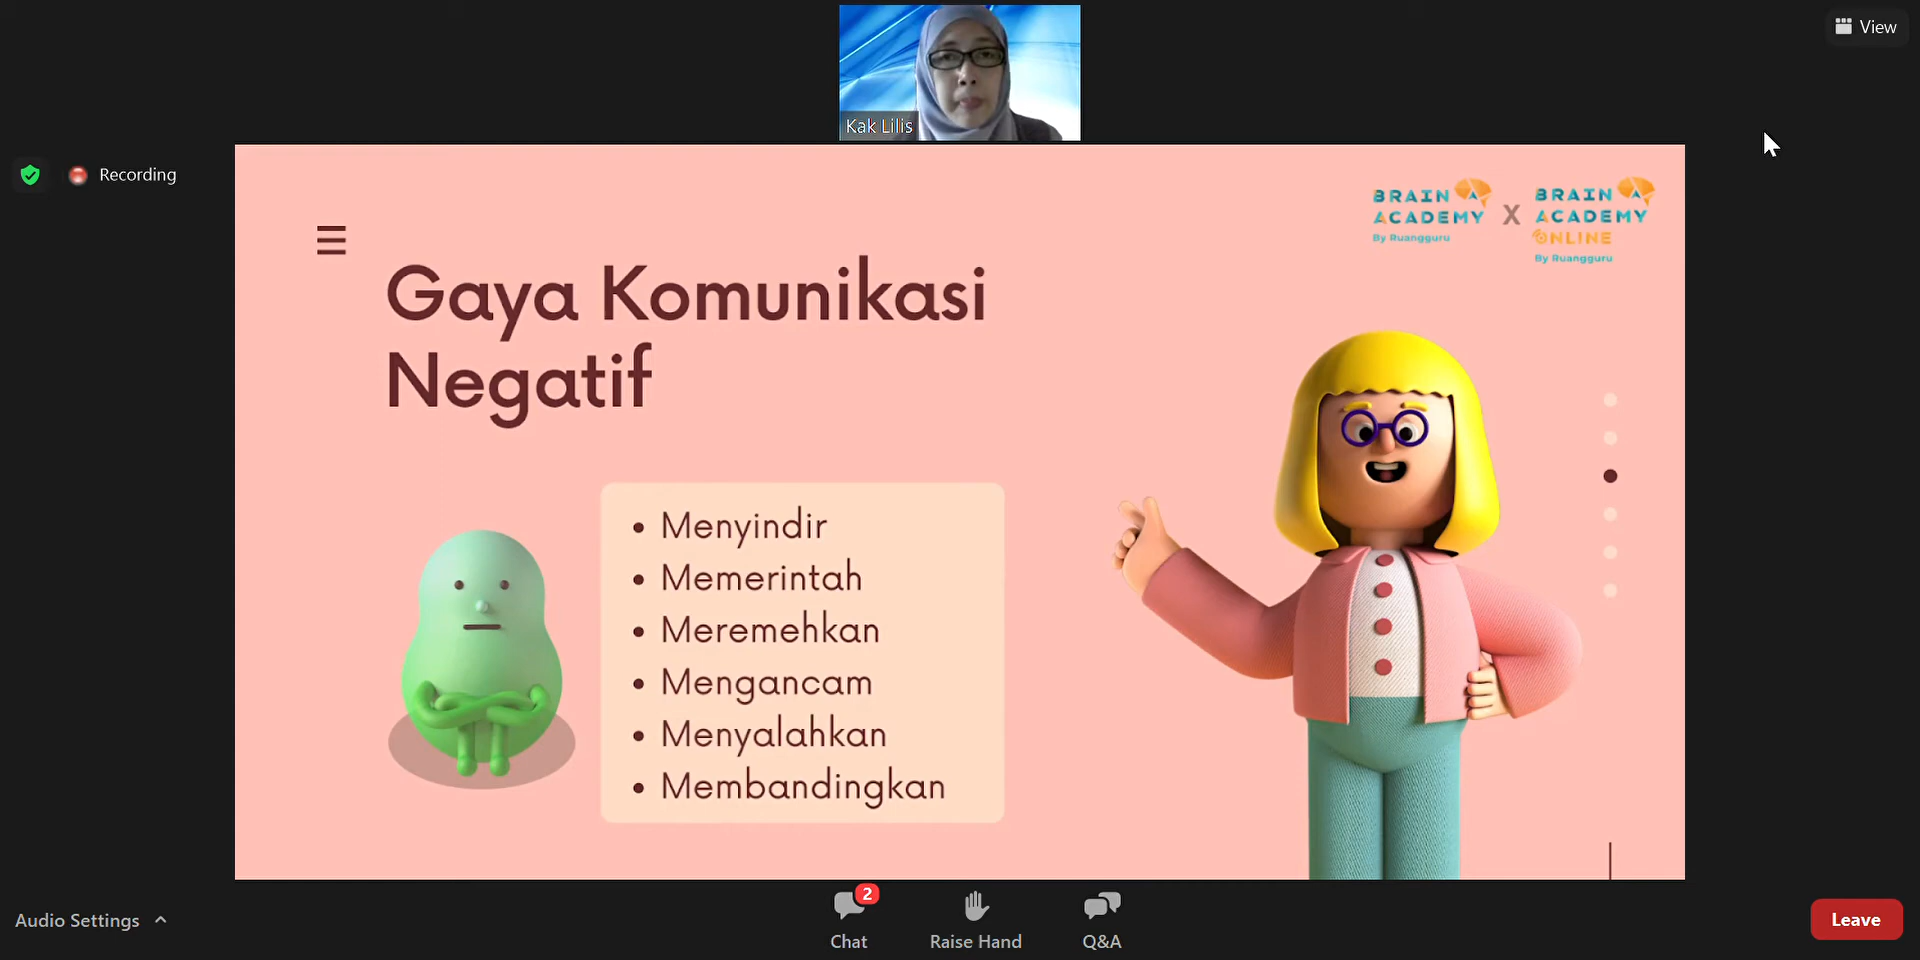 View
Kak Lilis
Recording
BRAIN
ACADEMY
By Ruangguru
X
BRAIN
ACADEMY
ONLINE
By Ruangguru
Gaya Komunikasi
Negatif
• Menyindir
• Memerintah
• Meremehkan
• Mengancam
• Menyalahkan
• Membandingkan
Audio Settings
2
Chat
Raise Hand
Q&A
Leave